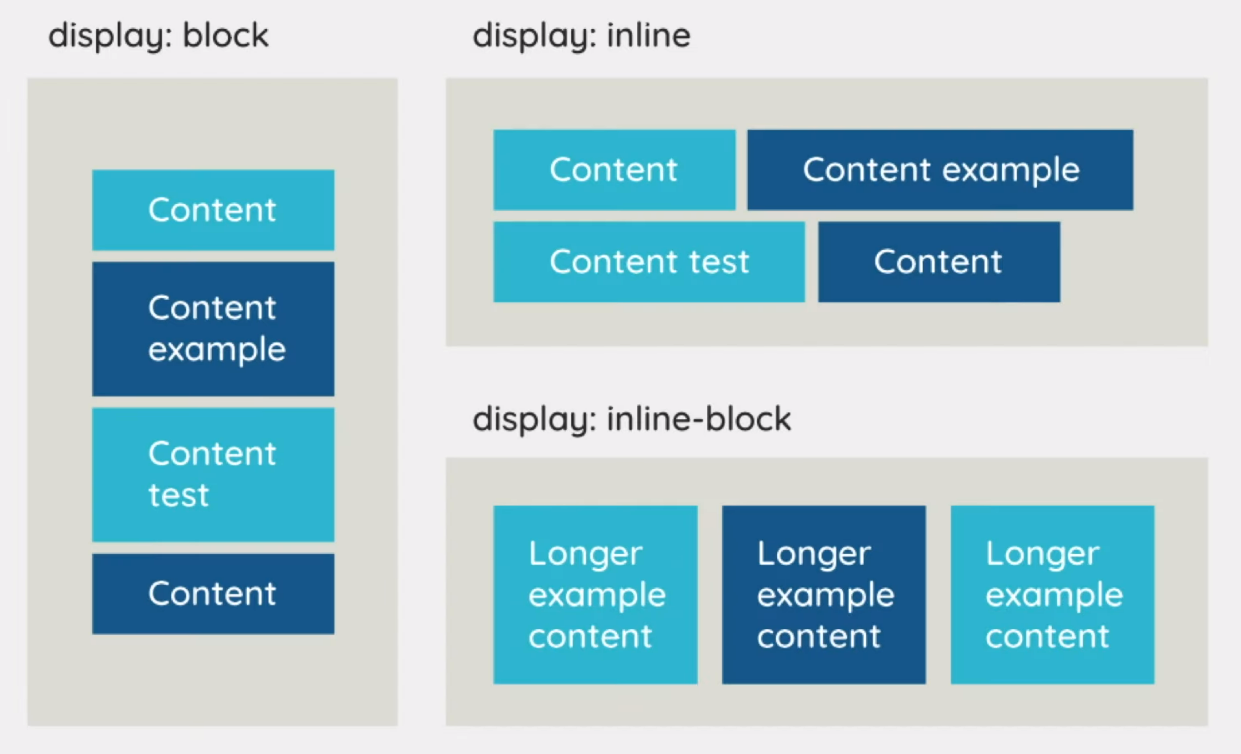 display: block
Content
Content
example
Content
test
Content
display: inline
Content
Content example
Content test
Content
display: inline-block
Longer
example
content
Longer
example
content
Longer
example
content